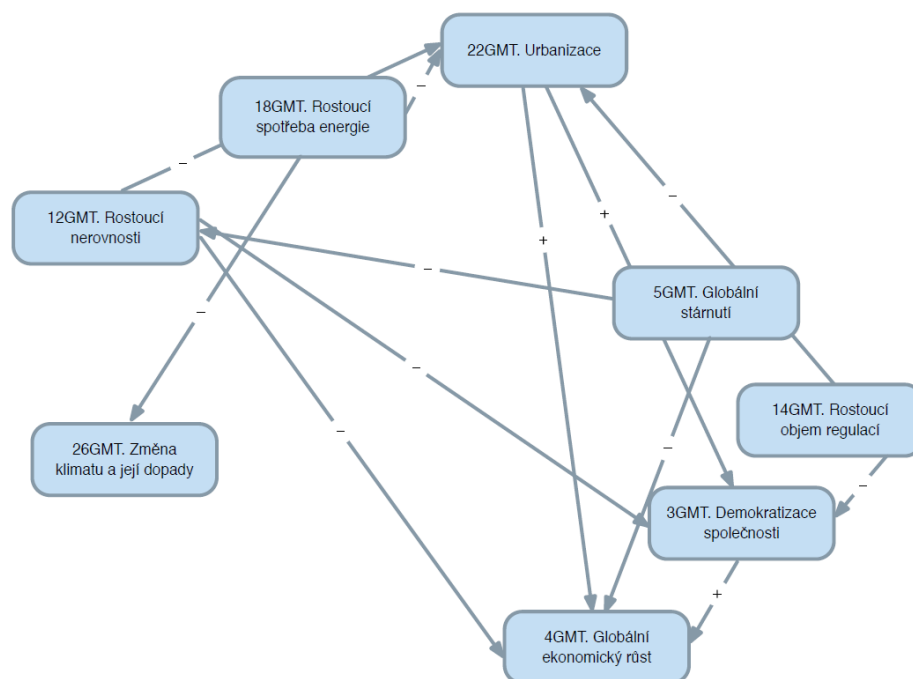 22GMT. Urbanizace
–
18GMT. Rostoucí
spotřeba energie
–
–
12GMT. Rostoucí
nerovnosti
+
+
–
5GMT. Globální
stárnutí
–
–
14GMT. Rostoucí
objem regulací
26GMT. Změna
klimatu a její dopady
–
–
–
3GMT. Demokratizace
společnosti
+
4GMT. Globální
ekonomický růst